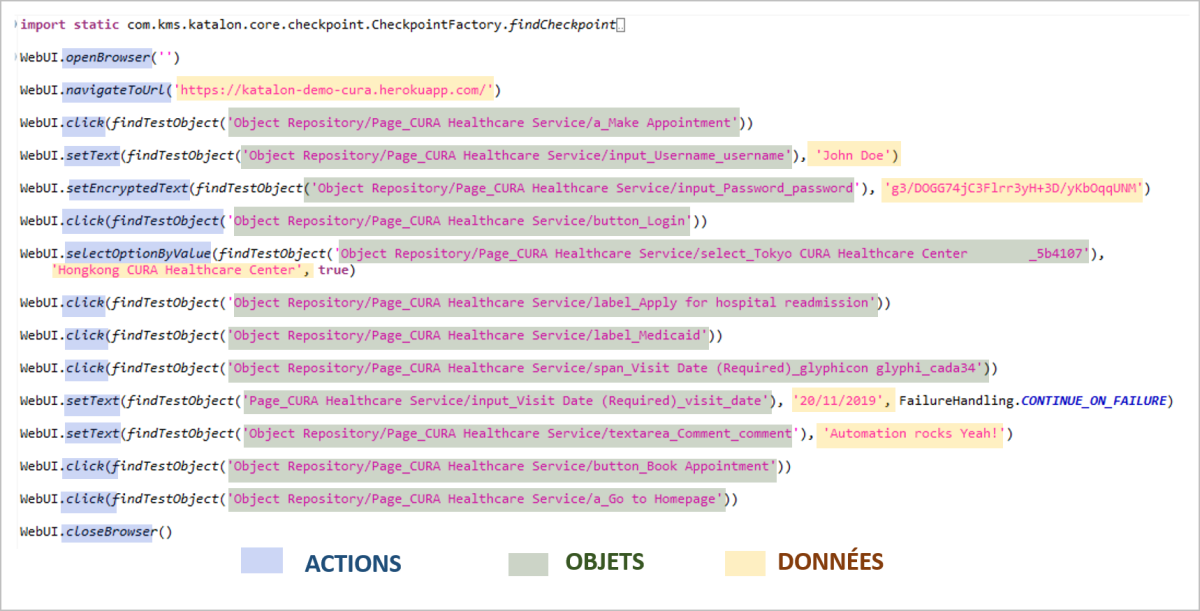 import static com.kms.katalon.core.checkpoint.CheckpointFactory.findCheckpoint
WebUI.openBrowser('')
WebUI.navigateToUrl('https://katalon-demo-cura.herokuapp.com/')
WebUI.click(findTestObject('Object Repository/Page_CURA Healthcare Service/a_Make Appointment'))
WebUI.setText(findTestObject('Object Repository/Page_CURA Healthcare Service/input_Username_username'), 'John Doe')
WebUI.setEncryptedText(findTestObject('Object Repository/Page_CURA Healthcare Service/input_Password_password'), 'g3/DOGG74jC3Flrr3yH+3D/yKbOqqUNM')
WebUI.click(findTestObject('Object Repository/Page_CURA Healthcare Service/button_Login'))
WebUI.selectOptionByValue(findTestObject('Object Repository/Page_CURA Healthcare Service/select_Tokyo CURA Healthcare Center        _5b4107'),
'Hongkong CURA Healthcare Center', true)
WebUI.click(findTestObject('Object Repository/Page_CURA Healthcare Service/label_Apply for hospital readmission'))
WebUI.click(findTestObject('Object Repository/Page_CURA Healthcare Service/label_Medicaid'))
WebUI.click(findTestObject('Object Repository/Page_CURA Healthcare Service/span_Visit Date (Required)_glyphicon glyphi_cada34'))
WebUI.setText(findTestObject('Page_CURA Healthcare Service/input_Visit Date (Required)_visit_date'), '20/11/2019', FailureHandling.CONTINUE_ON_FAILURE)
WebUI.setText(findTestObject('Object Repository/Page_CURA Healthcare Service/textarea_Comment_comment'), 'Automation rocks Yeah!')
WebUI.click(findTestObject('Object Repository/Page_CURA Healthcare Service/button_Book Appointment'))
WebUI.click(findTestObject('Object Repository/Page_CURA Healthcare Service/a_Go to Homepage'))
WebUI.closeBrowser()
ACTIONS OBJETS DONNÉES